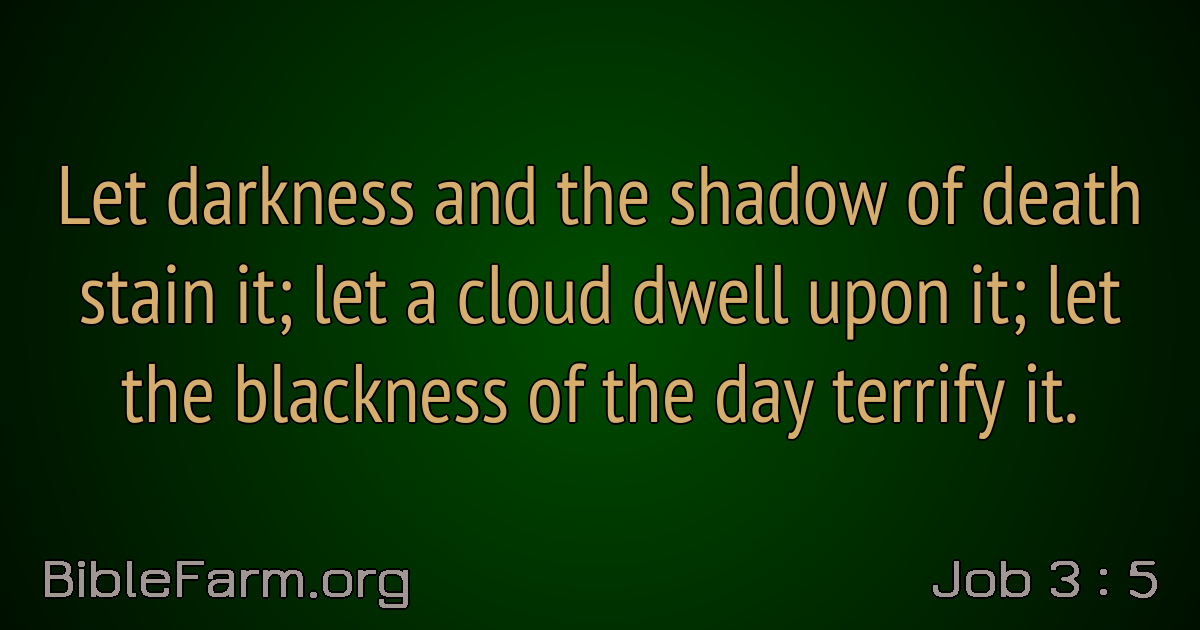 Let darkness and the shadow of death
stain it; let a cloud dwell upon it; let
the blackness of the day terrify it.
BibleFarm.org
Job 3 : 5